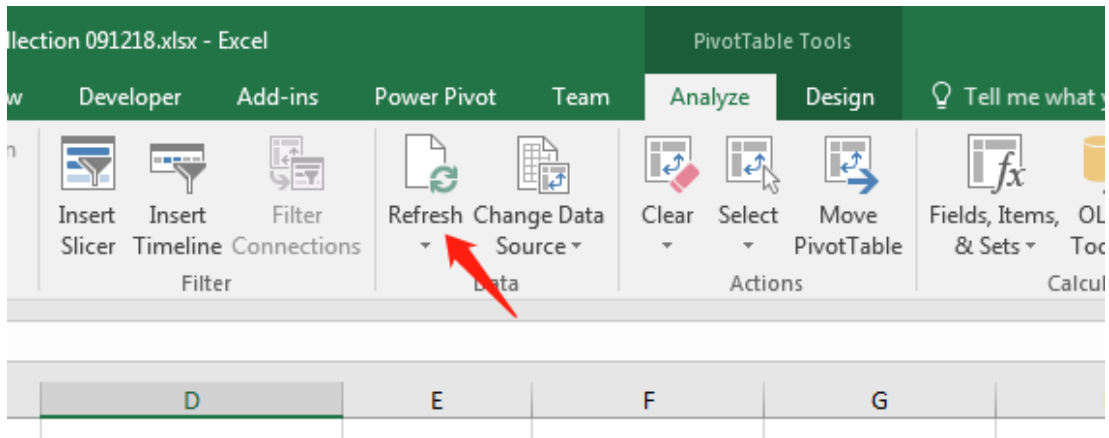 llection 091218.xlsx - Excel
PivotTable Tools
w Developer Add-ins Power Pivot Team Analyze Design Tell me what y
n
Insert Slicer
Insert Timeline
Filter Connections
Filter
Refresh
Change Data Source
Data
Clear
Select
Move PivotTable
Actions
Fields, Items, & Sets
OL
Too
Calcul
D E F G